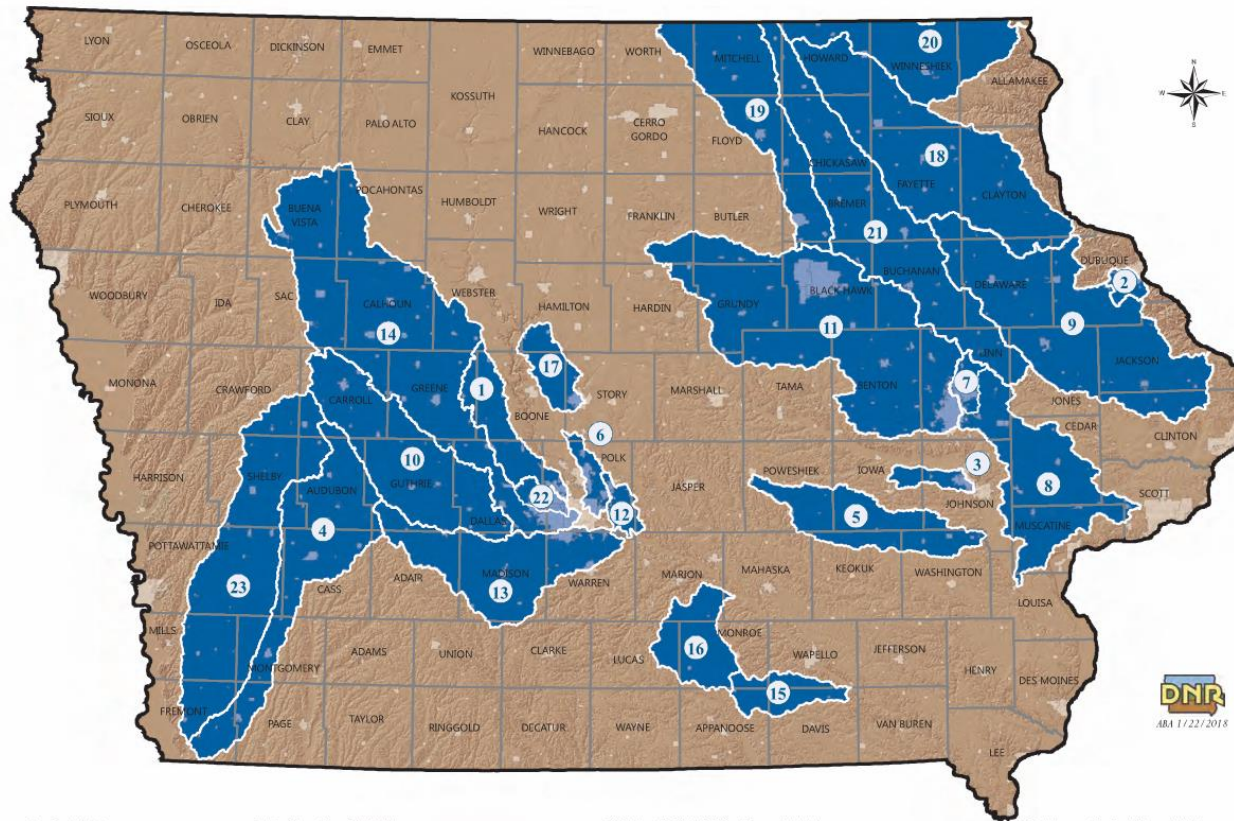 LYON
OSCEOLA
DICKINSON
EMMET
WINNEBAGO
WORTH
MITCHELL
HOWARD
20
WINNESHIEK
ALLAMAKEE
N
W E
S
KOSSUTH
SIOUX
OBRIEN
CLAY
PALO ALTO
HANCOCK
CERRO
GORDO
19
FLOYD
CHICKASAW
18
FAYETTE
CLAYTON
PLYMOUTH
CHEROKEE
BUENA
VISTA
POCAHONTAS
HUMBOLDT
WRIGHT
FRANKLIN
BUTLER
BREMER
21
WOODBURY
IDA
SAC
CALHOUN
14
WEBSTER
HAMILTON
HARDIN
GRUNDY
BLACK HAWK
11
BUCHANAN
DELAWARE
DUBUQUE
2
9
MONONA
CRAWFORD
CARROLL
GREENE
1
BOONE
17
STORY
MARSHALL
TAMA
BENTON
LINN
7
JONES
JACKSON
CEDAR
CLINTON
HARRISON
SHELBY
AUDUBON
10
GUTHRIE
DALLAS
22
6
POLK
12
JASPER
POWESHIEK
IOWA
3
JOHNSON
8
SCOTT
5
MUSCATINE
POTTAWATTAMIE
4
23
CASS
ADAIR
MADISON
13
WARREN
MARION
MAHASKA
KEOKUK
WASHINGTON
LOUISA
MILLS
MONTGOMERY
ADAMS
UNION
CLARKE
LUCAS
MONROE
16
WAPELLO
JEFFERSON
HENRY
DES MOINES
FREMONT
PAGE
TAYLOR
RINGGOLD
DECATUR
WAYNE
APPANOOSE
15
DAVIS
VAN BUREN
LEE
DNR
ABA 1/22/2018